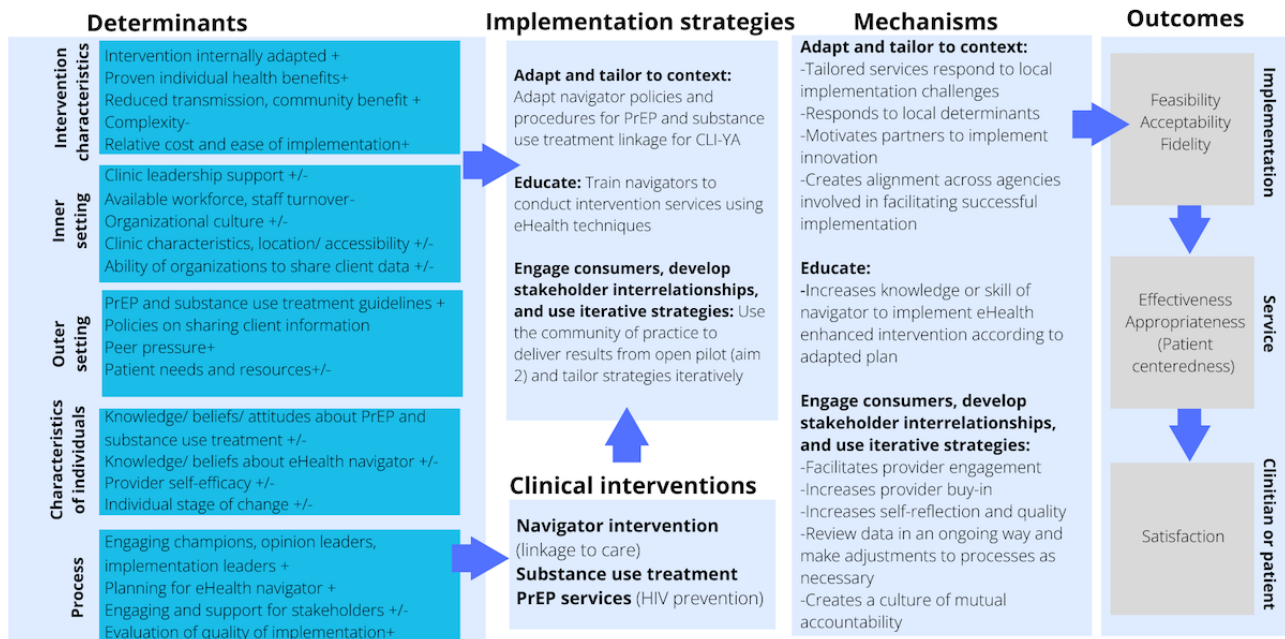 Determinants
Intervention characteristics
Intervention internally adapted +
Proven individual health benefits+
Reduced transmission, community benefit +
Complexity-
Relative cost and ease of implementation+
Inner setting
Clinic leadership support +/-
Available workforce, staff turnover-
Organizational culture +/-
Clinic characteristics, location/ accessibility +/-
Ability of organizations to share client data +/-
Outer setting
PrEP and substance use treatment guidelines +
Policies on sharing client information
Peer pressure+
Patient needs and resources+/-
Characteristics of individuals
Knowledge/ beliefs/ attitudes about PrEP and
substance use treatment +/-
Knowledge/ beliefs about eHealth navigator +/-
Provider self-efficacy +/-
Individual stage of change +/-
Process
Engaging champions, opinion leaders,
implementation leaders +
Planning for eHealth navigator +
Engaging and support for stakeholders +/-
Evaluation of quality of implementation+
Implementation strategies
Adapt and tailor to context:
Adapt navigator policies and
procedures for PrEP and substance
use treatment linkage for CLI-YA
Educate: Train navigators to
conduct intervention services using
eHealth techniques
Engage consumers, develop
stakeholder interrelationships,
and use iterative strategies: Use
the community of practice to
deliver results from open pilot (aim
2) and tailor strategies iteratively
Clinical interventions
Navigator intervention
(linkage to care)
Substance use treatment
PrEP services (HIV prevention)
Mechanisms
Adapt and tailor to context:
-Tailored services respond to local
implementation challenges
-Responds to local determinants
-Motivates partners to implement
innovation
-Creates alignment across agencies
involved in facilitating successful
implementation
Educate:
-Increases knowledge or skill of
navigator to implement eHealth
enhanced intervention according to
adapted plan
Engage consumers, develop
stakeholder interrelationships,
and use iterative strategies:
-Facilitates provider engagement
-Increases provider buy-in
-Increases self-reflection and quality
-Review data in an ongoing way and
make adjustments to processes as
necessary
-Creates a culture of mutual
accountability
Outcomes
Feasibility
Acceptability
Fidelity
Implementation
Effectiveness
Appropriateness
(Patient
centeredness)
Service
Satisfaction
Clinitian or patient